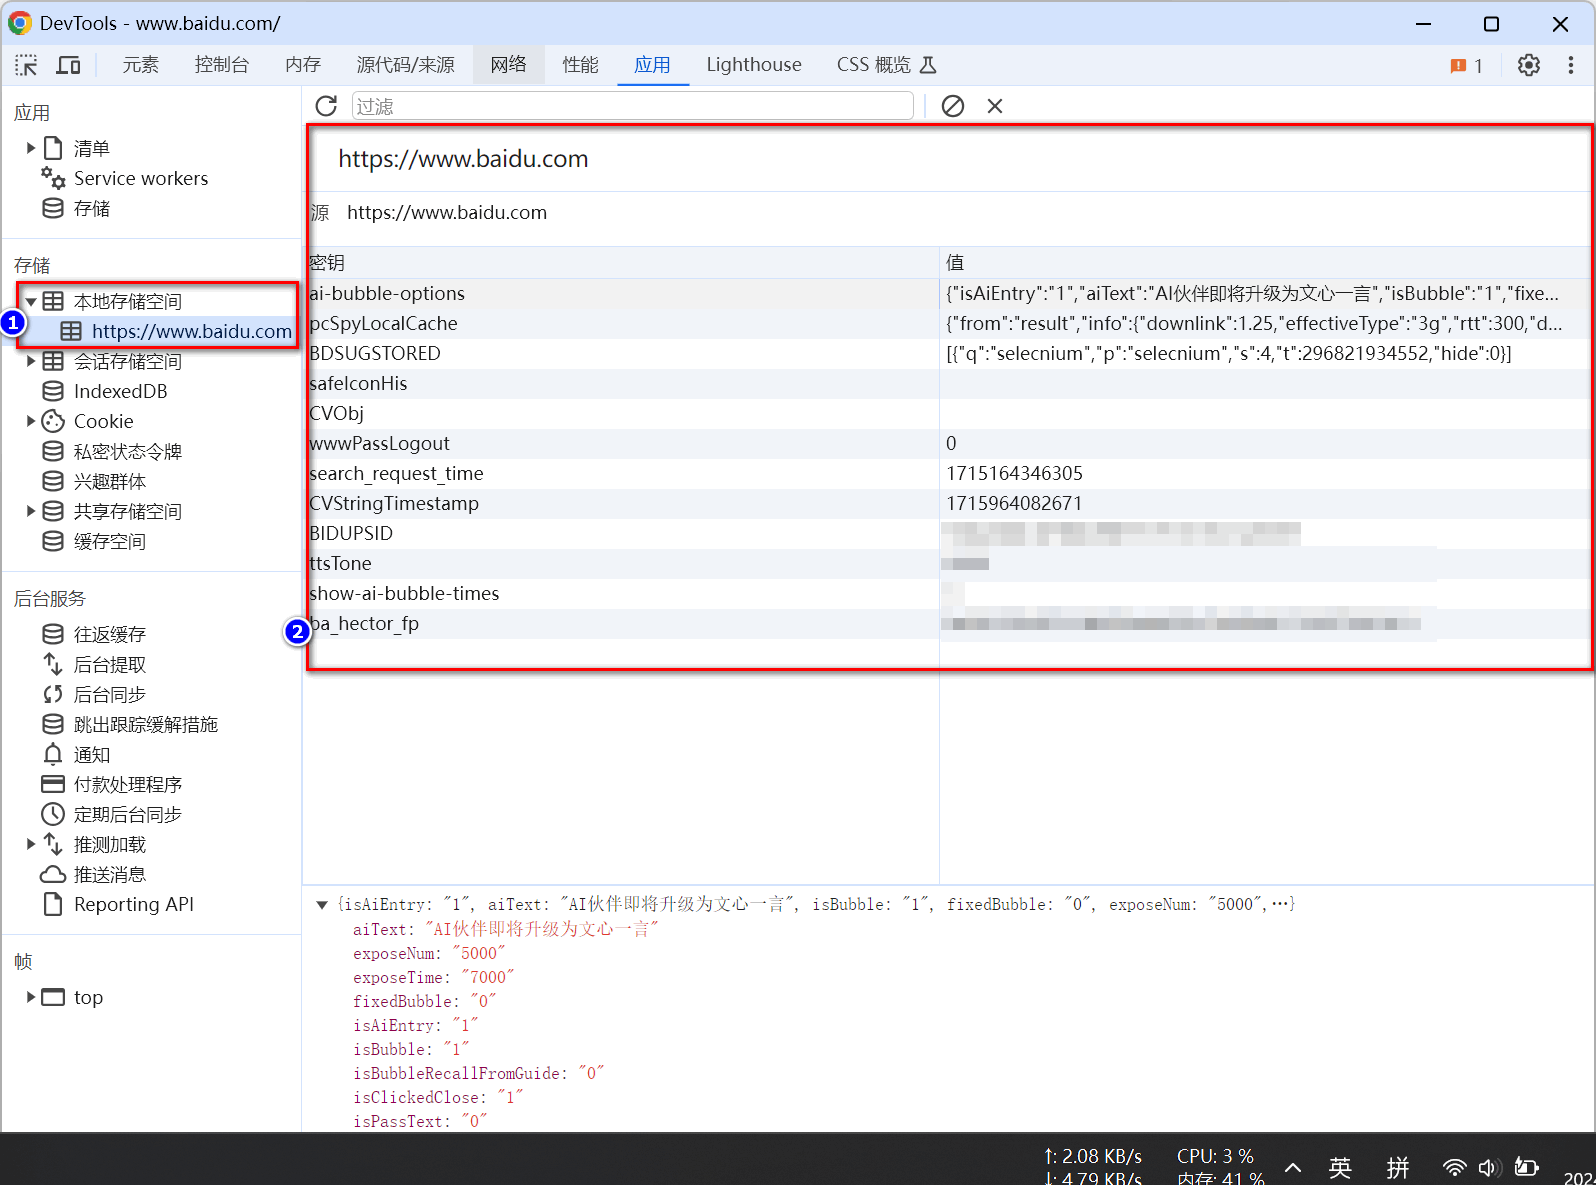 DevTools - www.baidu.com/
元素 控制台 内存 源代码/来源 网络 性能 应用 Lighthouse CSS 概览 1
过滤
应用
清单
Service workers
存储
存储
本地存储空间
https://www.baidu.com
会话存储空间
IndexedDB
Cookie
私密状态令牌
兴趣群体
共享存储空间
缓存空间
后台服务
往返缓存
后台提取
后台同步
跳出跟踪缓解措施
通知
付款处理程序
定期后台同步
推测加载
推送消息
Reporting API
帧
top
1
2
https://www.baidu.com
源 https://www.baidu.com
密钥 值
ai-bubble-options {"isAiEntry":"1","aiText":"AI伙伴即将升级为文心一言","isBubble":"1","fixe...
pcSpyLocalCache {"from":"result","info":{"downlink":1.25,"effectiveType":"3g","rtt":300,"d...
BDSUGSTORED [{"q":"selecnium","p":"selecnium","s":4,"t":296821934552,"hide":0}]
safeIconHis
CVObj
wwwPassLogout 0
search_request_time 1715164346305
CVStringTimestamp 1715964082671
BIDUPSID
ttsTone
show-ai-bubble-times
ba_hector_fp
{isAiEntry: "1", aiText: "AI伙伴即将升级为文心一言", isBubble: "1", fixedBubble: "0", exposeNum: "5000",…}
aiText: "AI伙伴即将升级为文心一言"
exposeNum: "5000"
exposeTime: "7000"
fixedBubble: "0"
isAiEntry: "1"
isBubble: "1"
isBubbleRecallFromGuide: "0"
isClickedClose: "1"
isPassText: "0"
↑: 2.08 KB/s CPU: 3 %
↓: 4.79 KB/s 内存: 41 %
英 拼
202